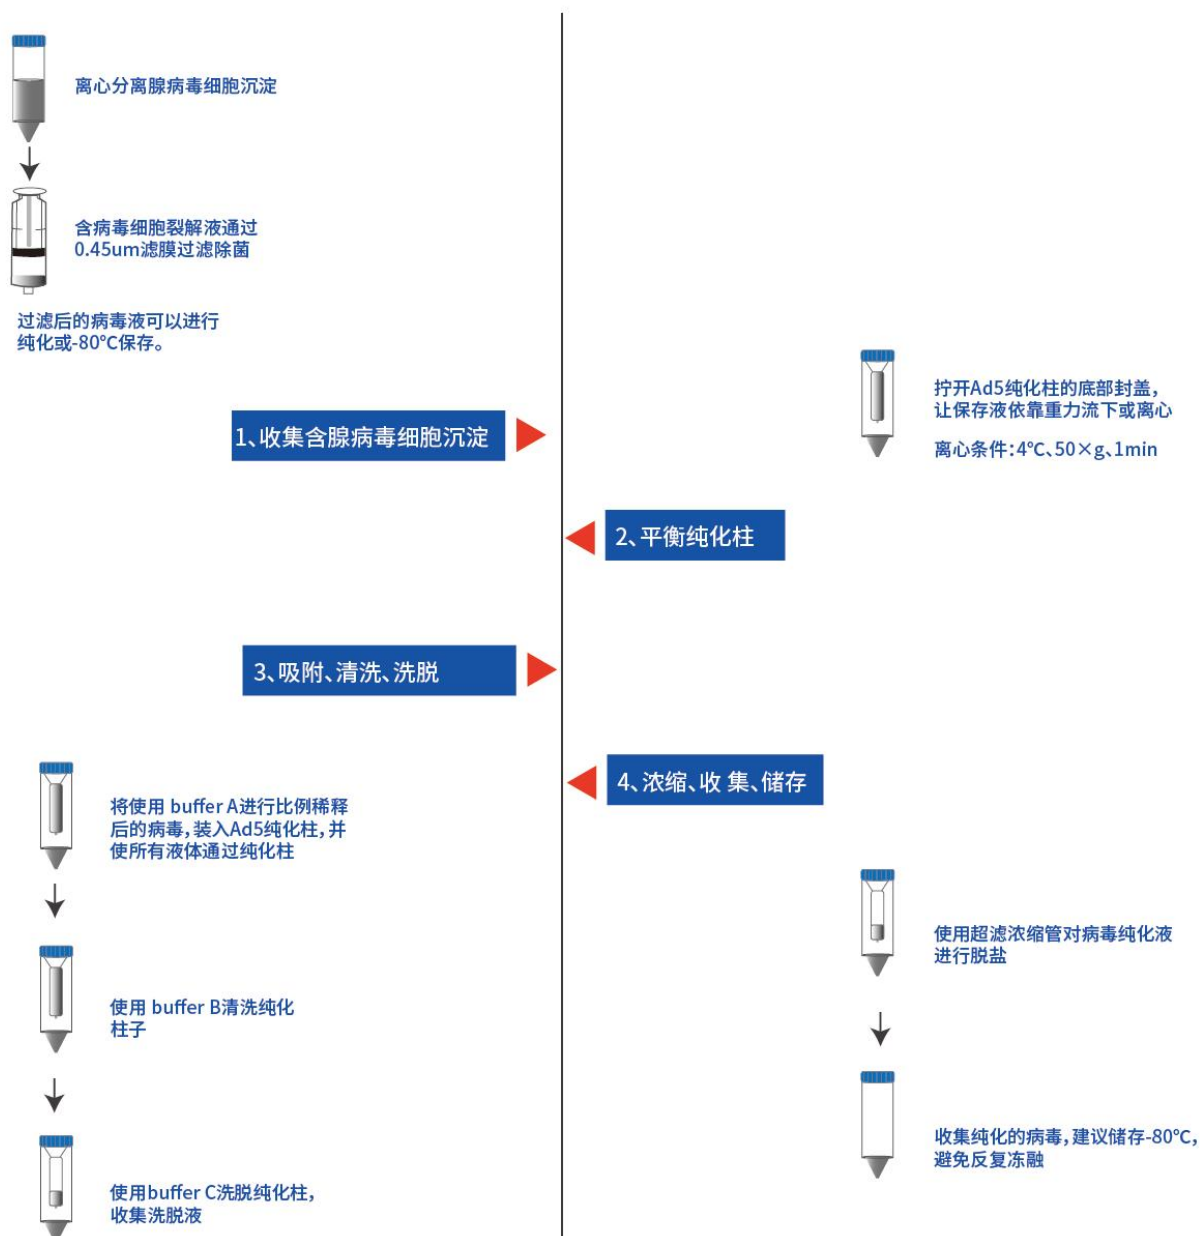 离心分离腺病毒细胞沉淀
含病毒细胞裂解液通过
0.45um滤膜过滤除菌
过滤后的病毒液可以进行
纯化或-80℃保存。
1、收集含腺病毒细胞沉淀
拧开Ad5纯化柱的底部封盖，
让保存液依靠重力流下或离心
离心条件：4℃、50×g、1min
2、平衡纯化柱
3、吸附、清洗、洗脱
将使用 buffer A进行比例稀释
后的病毒，装入Ad5纯化柱，并
使所有液体通过纯化柱
使用 buffer B清洗纯化
柱子
使用buffer C洗脱纯化柱，
收集洗脱液
4、浓缩、收 集、储存
使用超滤浓缩管对病毒纯化液
进行脱盐
收集纯化的病毒，建议储存-80℃，
避免反复冻融